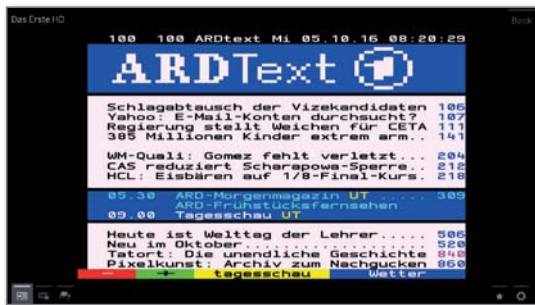 Das Erste HD
Back
100 100 ARDtext Mi 05.10.16 08:20:29
ARDText 1
Schlagabtausch der Vizekandidaten 106
Yahoo: E-Mail-Konten durchsucht? 107
Regierung stellt Weichen für CETA 111
385 Millionen Kinder extrem arm.. 141
WM-Quali: Gomez fehlt verletzt... 204
CAS reduziert Scharapowa-Sperre.. 212
HCL: Eisbären auf 1/8-Final-Kurs. 218
05.30 ARD-Morgenmagazin UT ..... 309
ARD-Frühstücksfernsehen
09.00 Tagesschau UT
Heute ist Welttag der Lehrer..... 506
Neu im Oktober................... 520
Tatort: Die unendliche Geschichte 840
Pixelkunst: Archiv zum Nachgucken 860
- + tagesschau Wetter